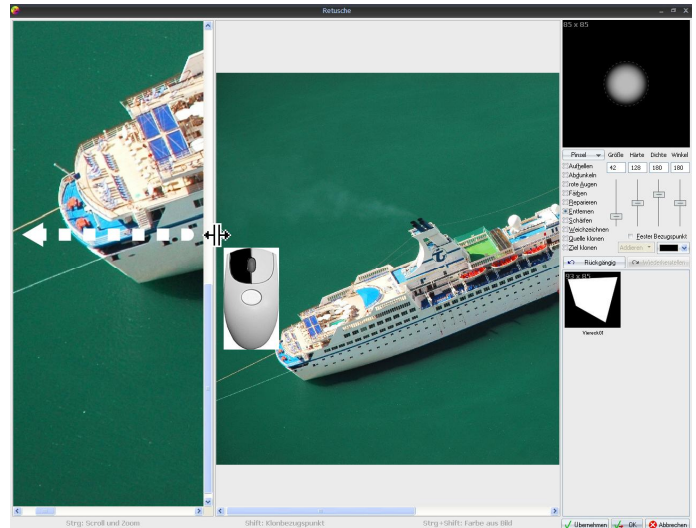 Retusche
85 x 85
Pinsel Größe Härte Dichte Winkel
Aufhellen 42 128 180 180
Abdunkeln
rote Augen
Färben
Reparieren
Entfernen
Schärfen
Weichzeichnen
Quelle klonen Fester Bezugspunkt
Ziel klonen Addieren
Rückgängig Wiederherstellen
93 x 85
Viereck01
Strg: Scroll und Zoom Shift: Klonbezugspunkt Strg+Shift: Farbe aus Bild
Übernehmen OK Abbrechen